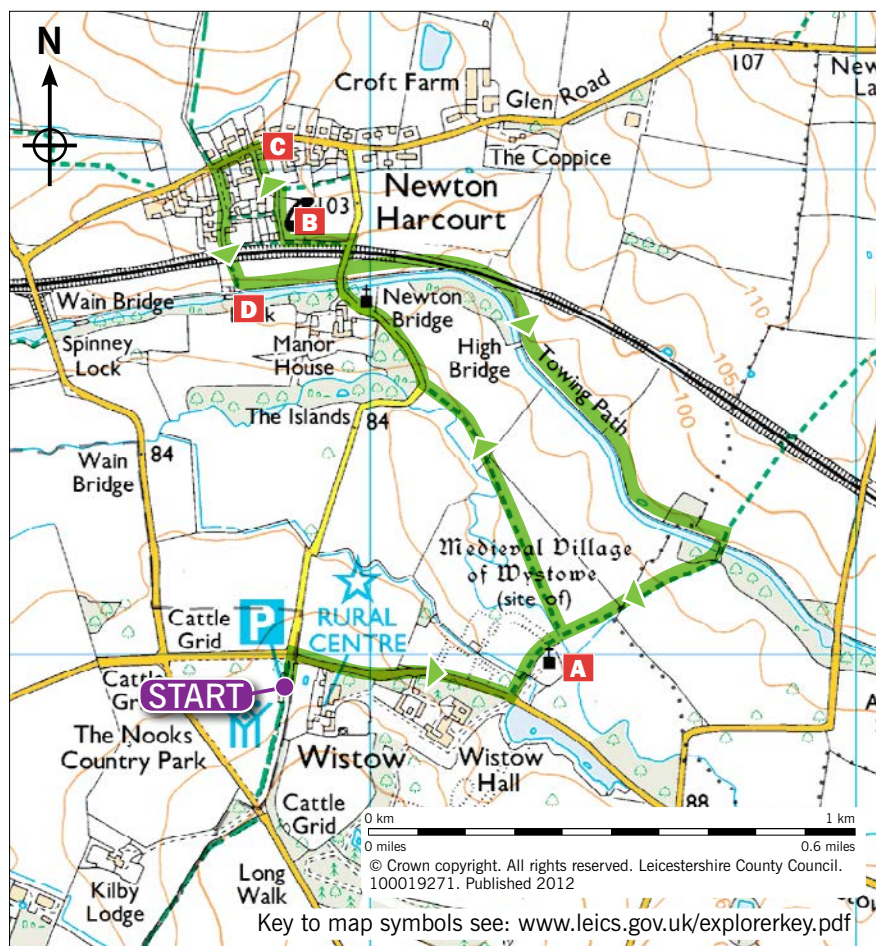 N
Croft Farm
107
Glen Road
The Coppice
C
Newton
Harcourt
103
B
Wain Bridge
D
Newton
Bridge
Spinney
Lock
Manor
House
High
Bridge
Towing Path
110
105
100
The Islands
84
Wain
Bridge
84
Medieval Village
of Wystowe
(site of)
Cattle
Grid
P
RURAL
CENTRE
A
START
The Nooks
Country Park
Wistow
Wistow
Hall
Cattle
Grid
88
Kilby
Lodge
Long
Walk
0 km
1 km
0 miles
0.6 miles
© Crown copyright. All rights reserved. Leicestershire County Council.
100019271. Published 2012
Key to map symbols see: www.leics.gov.uk/explorerkey.pdf